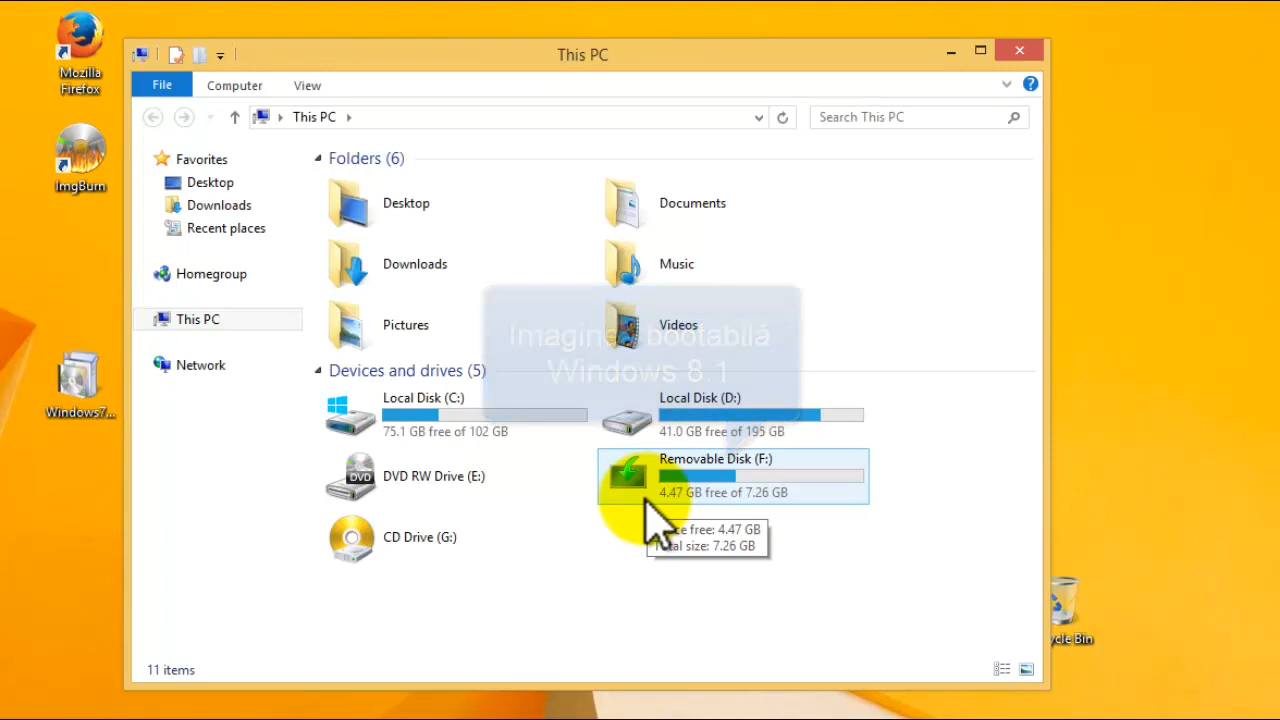 Mozilla
Firefox
ImgBurn
Windows7...
This PC
File
Computer
View
This PC
Search This PC
Favorites
Desktop
Downloads
Recent places
Homegroup
This PC
Network
Folders (6)
Desktop
Documents
Downloads
Music
Pictures
Videos
Imagine bootabilă
Windows 8.1
Devices and drives (5)
Local Disk (C:)
75.1 GB free of 102 GB
Local Disk (D:)
41.0 GB free of 195 GB
DVD
DVD RW Drive (E:)
Removable Disk (F:)
4.47 GB free of 7.26 GB
CD Drive (G:)
free: 4.47 GB
size: 7.26 GB
11 items
Bin